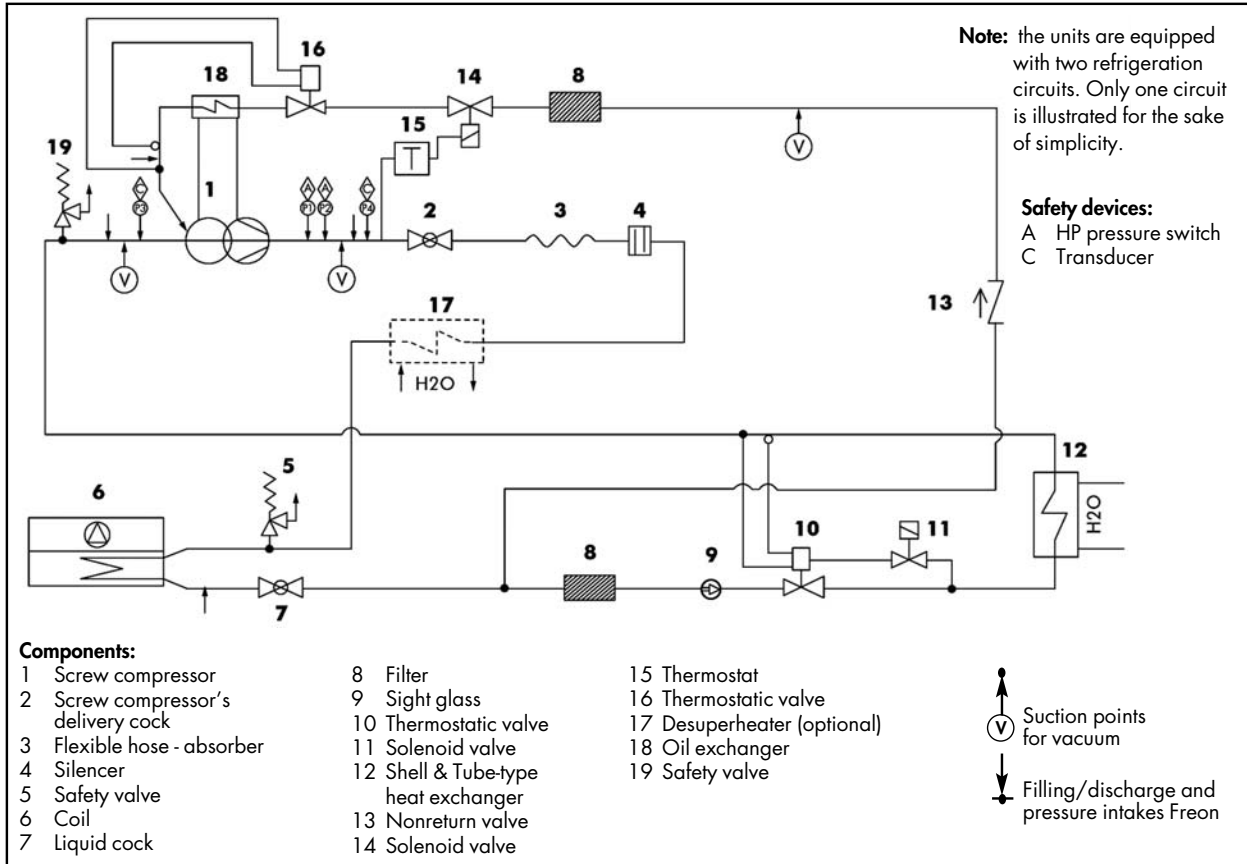 16
18
14
8
Note: the units are equipped
with two refrigeration
circuits. Only one circuit
is illustrated for the sake
of simplicity.
15
T
19
V
C
P3
1
A
P1
A
P2
C
P4
2
3
4
Safety devices:
A HP pressure switch
C Transducer
V
V
13
17
H2O
5
12
6
H2O
10
11
8
9
7
Components:
1 Screw compressor
2 Screw compressor's
delivery cock
3 Flexible hose - absorber
4 Silencer
5 Safety valve
6 Coil
7 Liquid cock
8 Filter
9 Sight glass
10 Thermostatic valve
11 Solenoid valve
12 Shell & Tube-type
heat exchanger
13 Nonreturn valve
14 Solenoid valve
15 Thermostat
16 Thermostatic valve
17 Desuperheater (optional)
18 Oil exchanger
19 Safety valve
V Suction points
for vacuum
Filling/discharge and
pressure intakes Freon